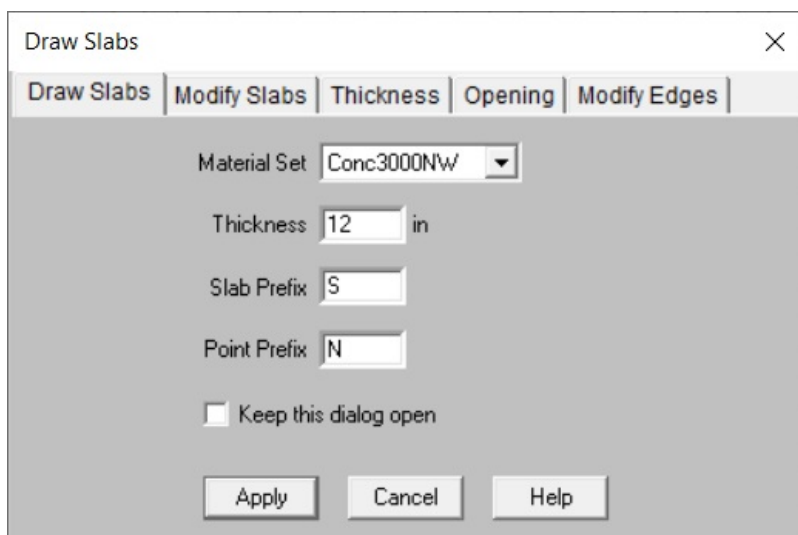 Draw Slabs
Draw Slabs Modify Slabs Thickness Opening Modify Edges
Material Set Conc3000NW
Thickness 12 in
Slab Prefix S
Point Prefix N
Keep this dialog open
Apply Cancel Help